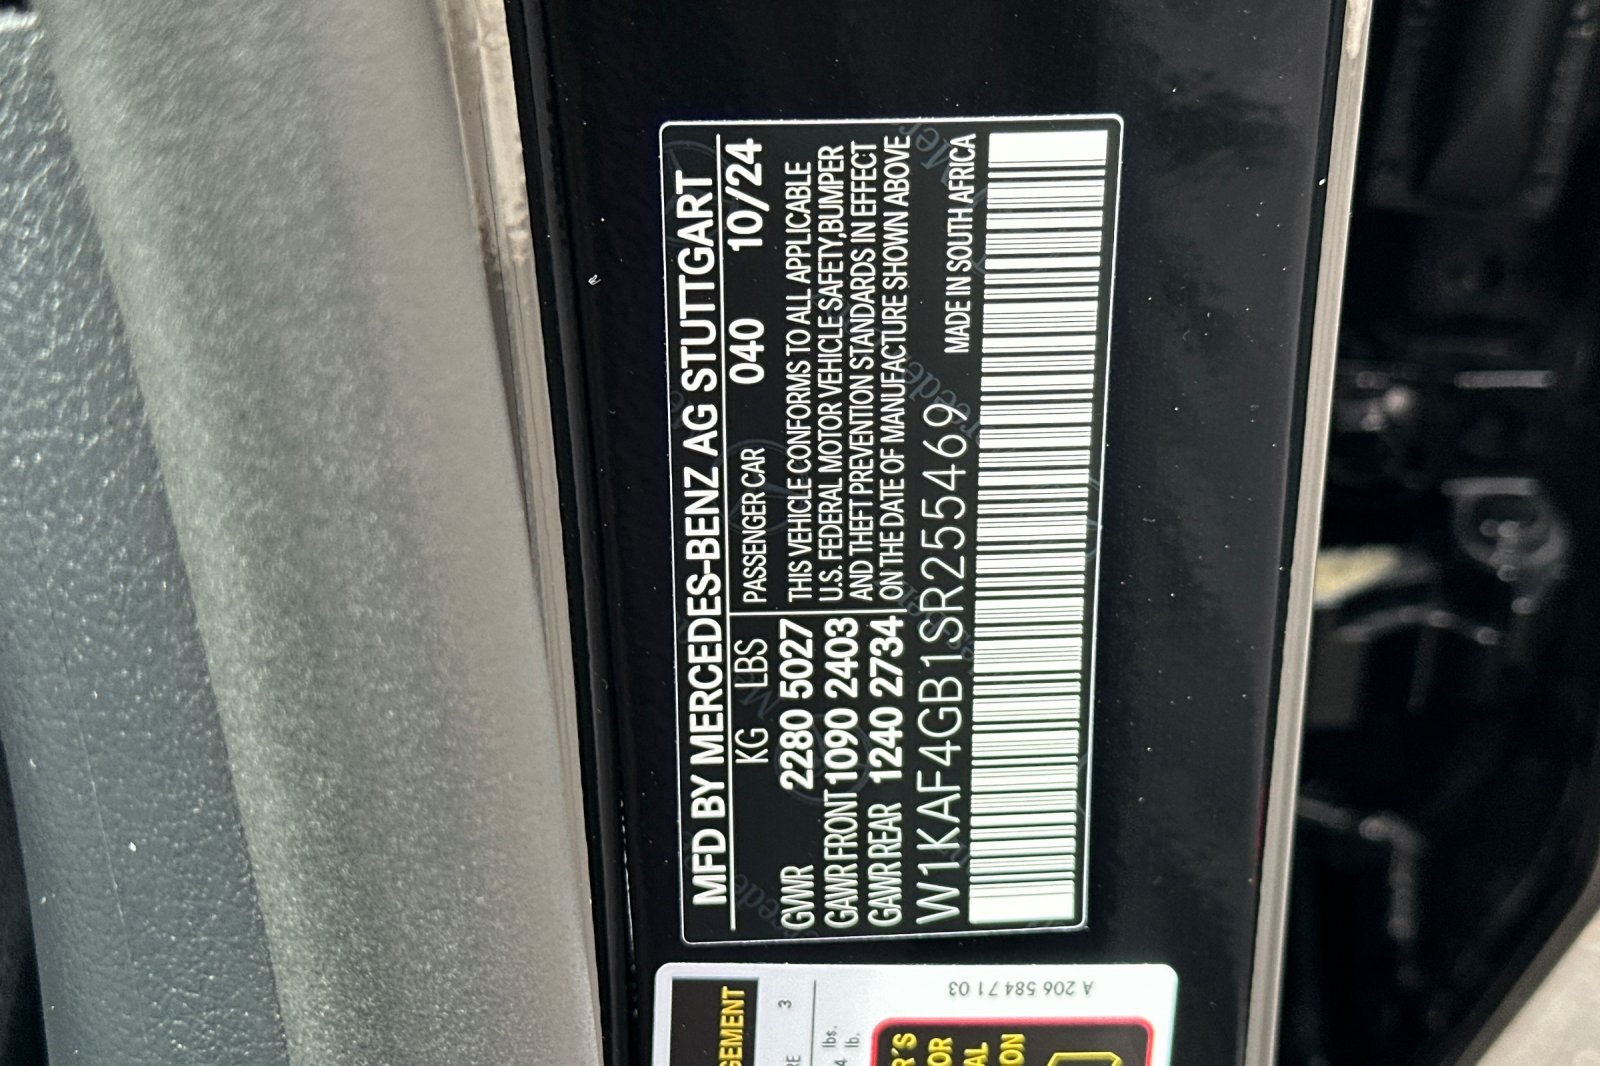 MFD BY MERCEDES-BENZ AG STUTTGART
KG LBS PASSENGER CAR 040 10/24
GVWR 2280 5027 THIS VEHICLE CONFORMS TO ALL APPLICABLE
GAWR FRONT 1090 2403 U.S. FEDERAL MOTOR VEHICLE SAFETY,BUMPER
GAWR REAR 1240 2734 AND THEFT PREVENTION STANDARDS IN EFFECT
ON THE DATE OF MANUFACTURE SHOWN ABOVE
W1KAF4GB1SR255469 MADE IN SOUTH AFRICA
A 206 584 71 03
3
lbs.
lb.